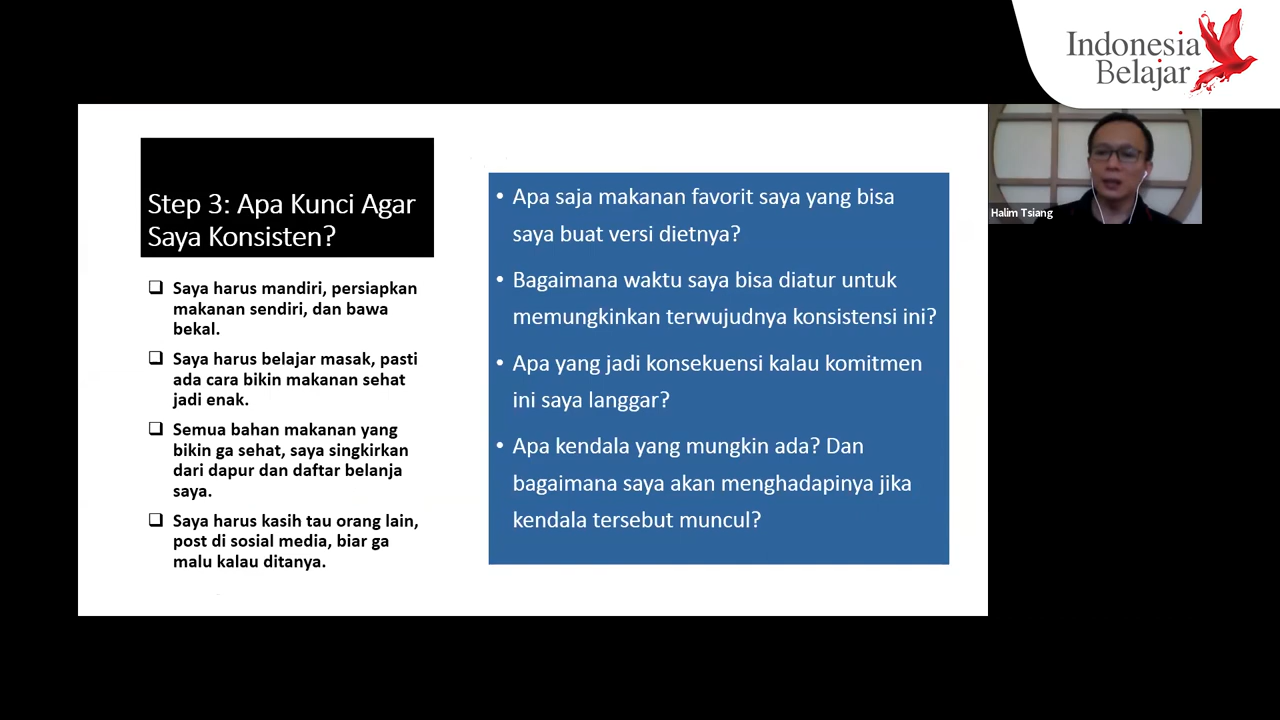 Indonesia
Belajar
Halim Tsiang
Step 3: Apa Kunci Agar
Saya Konsisten?
Saya harus mandiri, persiapkan
makanan sendiri, dan bawa
bekal.
Saya harus belajar masak, pasti
ada cara bikin makanan sehat
jadi enak.
Semua bahan makanan yang
bikin ga sehat, saya singkirkan
dari dapur dan daftar belanja
saya.
Saya harus kasih tau orang lain,
post di sosial media, biar ga
malu kalau ditanya.
• Apa saja makanan favorit saya yang bisa
saya buat versi dietnya?
• Bagaimana waktu saya bisa diatur untuk
memungkinkan terwujudnya konsistensi ini?
• Apa yang jadi konsekuensi kalau komitmen
ini saya langgar?
• Apa kendala yang mungkin ada? Dan
bagaimana saya akan menghadapinya jika
kendala tersebut muncul?